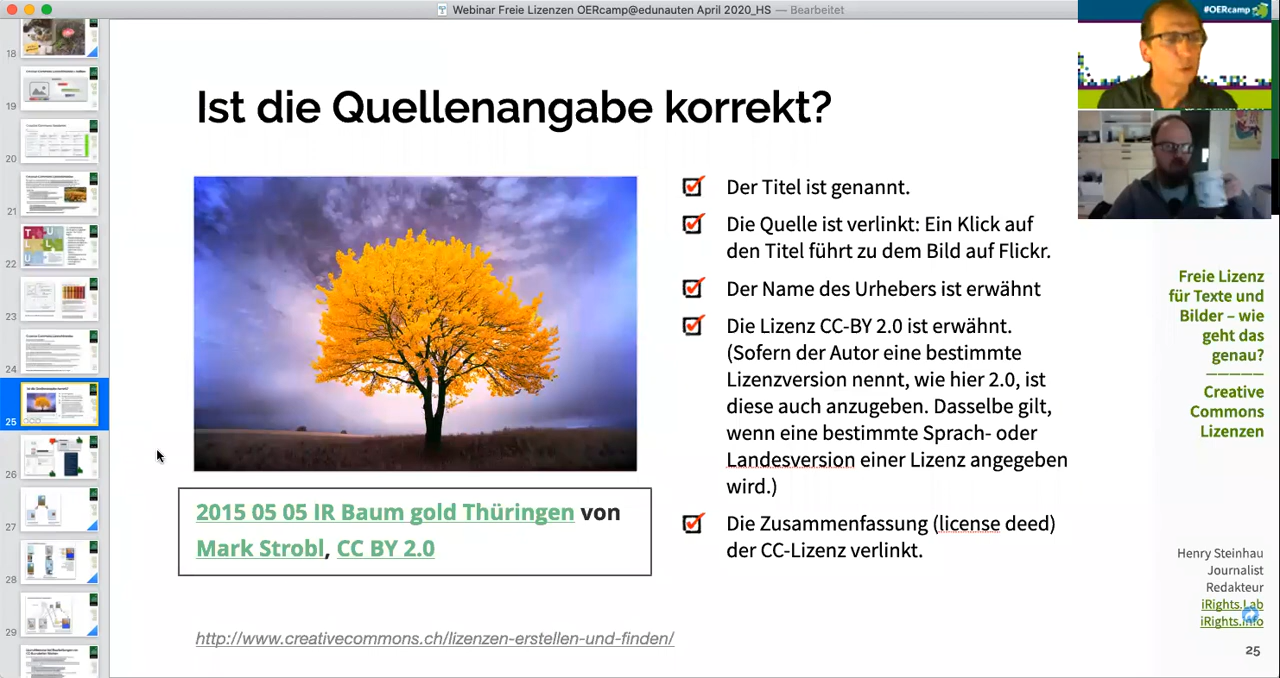 Webinar Freie Lizenzen OERcamp@edunauten April 2020_HS — Bearbeitet
#OERcamp
Ist die Quellenangabe korrekt?
Der Titel ist genannt.
Die Quelle ist verlinkt: Ein Klick auf
den Titel führt zu dem Bild auf Flickr.
Der Name des Urhebers ist erwähnt
Die Lizenz CC-BY 2.0 ist erwähnt.
(Sofern der Autor eine bestimmte
Lizenzversion nennt, wie hier 2.0, ist
diese auch anzugeben. Dasselbe gilt,
wenn eine bestimmte Sprach- oder
Landesversion einer Lizenz angegeben
wird.)
Die Zusammenfassung (license deed)
der CC-Lizenz verlinkt.
2015 05 05 IR Baum gold Thüringen von
Mark Strobl, CC BY 2.0
http://www.creativecommons.ch/lizenzen-erstellen-und-finden/
Freie Lizenz
für Texte und
Bilder – wie
geht das
genau?
—————
Creative
Commons
Lizenzen
Henry Steinhau
Journalist
Redakteur
iRights.Lab
iRights.info
25
18
19
20
21
22
23
24
25
26
27
28
29